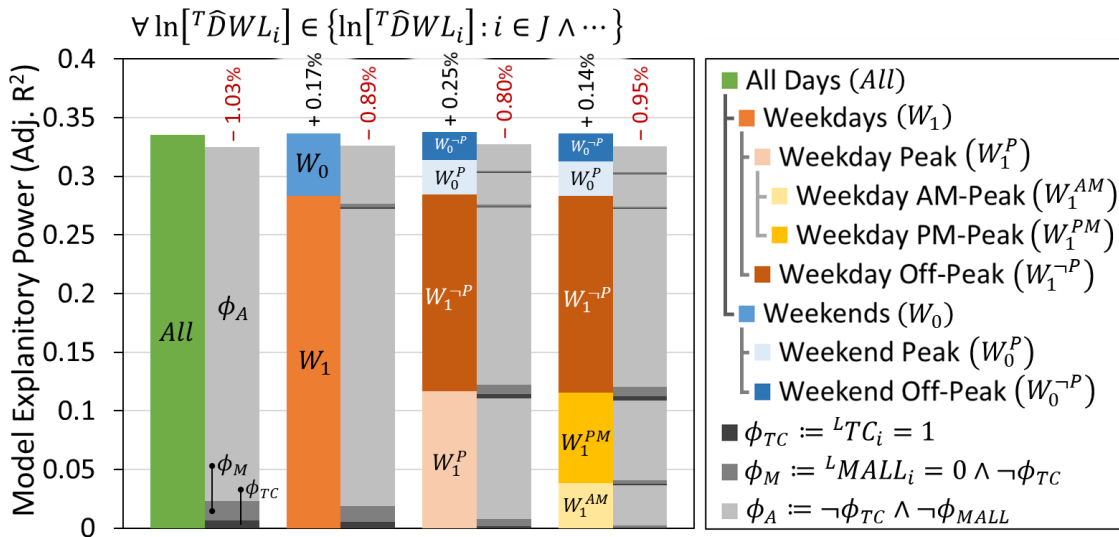 ∀ ln[ᵀD̂WLᵢ] ∈ {ln[ᵀD̂WLᵢ] : i ∈ J ∧ ⋯}
Model Explanitory Power (Adj. R²)
0.4
0.35
0.3
0.25
0.2
0.15
0.1
0.05
0
− 1.03%
+ 0.17%
− 0.89%
+ 0.25%
− 0.80%
+ 0.14%
− 0.95%
All
ϕ_A
ϕ_M
ϕ_TC
W₀
W₁
W₀^¬P
W₀^P
W₁^¬P
W₁^P
W₀^¬P
W₀^P
W₁^¬P
W₁^PM
W₁^AM
All Days (All)
Weekdays (W₁)
Weekday Peak (W₁^P)
Weekday AM-Peak (W₁^AM)
Weekday PM-Peak (W₁^PM)
Weekday Off-Peak (W₁^¬P)
Weekends (W₀)
Weekend Peak (W₀^P)
Weekend Off-Peak (W₀^¬P)
ϕ_TC ≔ ᴸTCᵢ = 1
ϕ_M ≔ ᴸMALLᵢ = 0 ∧ ¬ϕ_TC
ϕ_A ≔ ¬ϕ_TC ∧ ¬ϕ_MALL